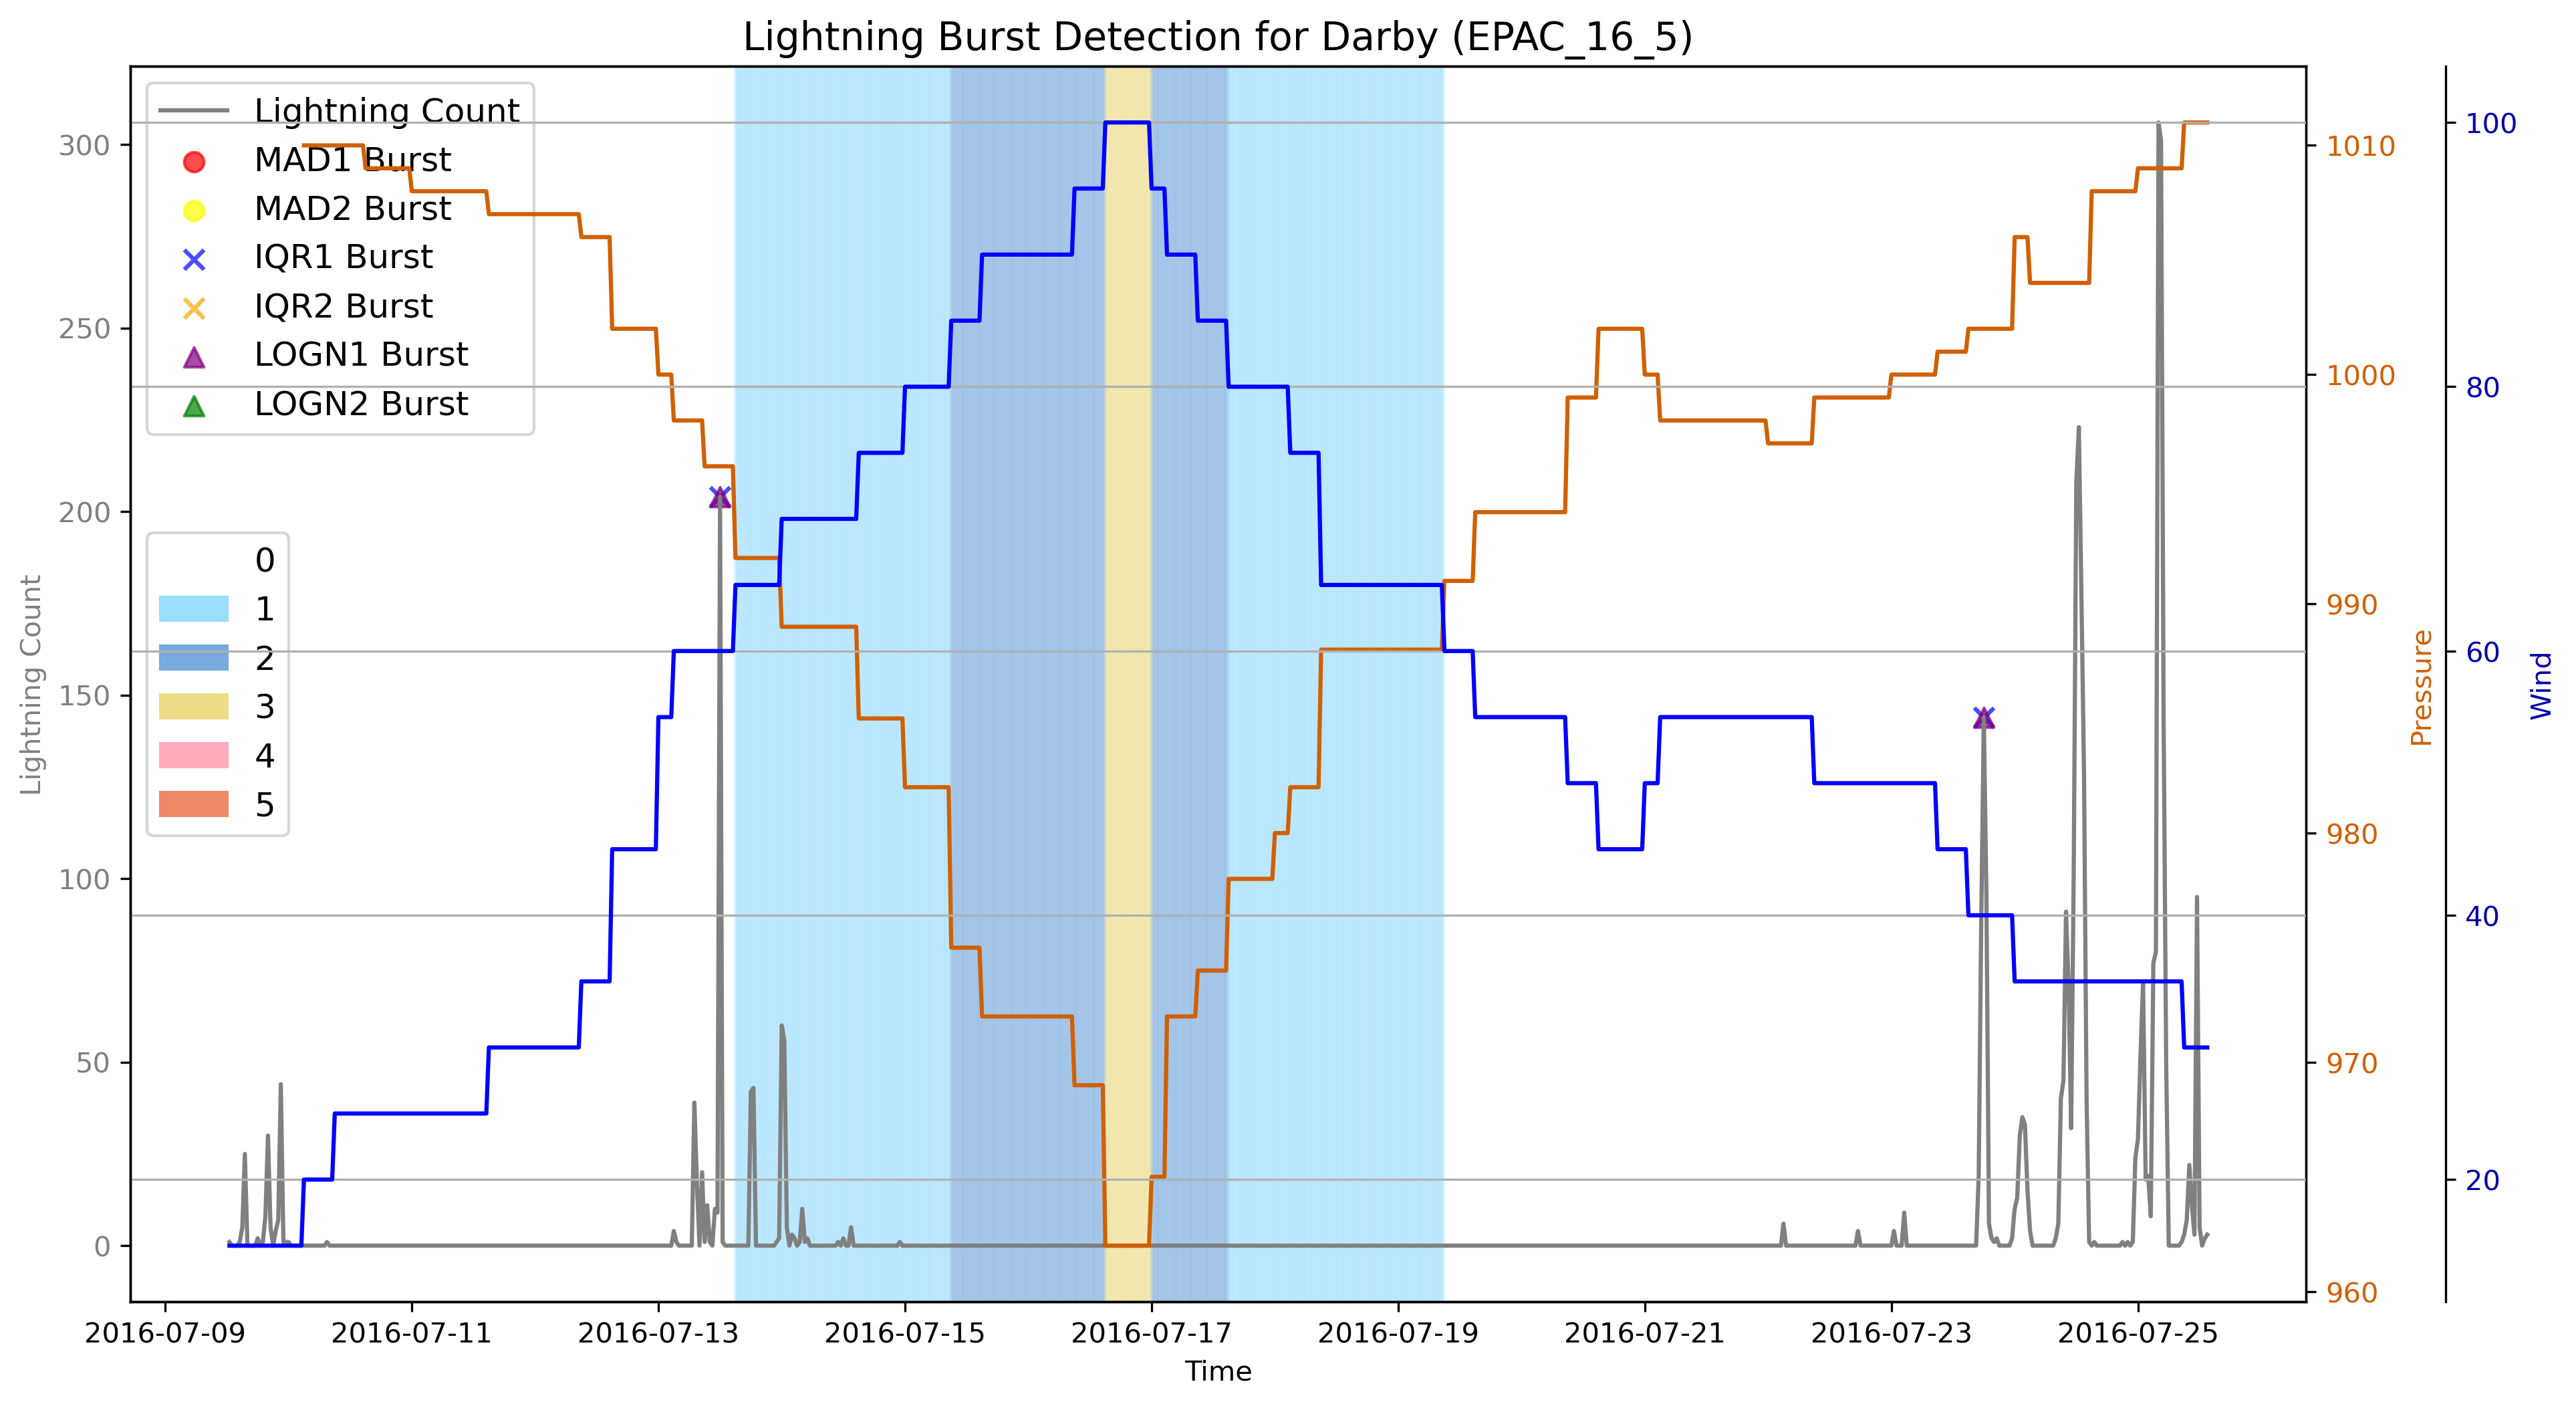 Lightning Burst Detection for Darby (EPAC_16_5)
Lightning Count
MAD1 Burst
MAD2 Burst
IQR1 Burst
IQR2 Burst
LOGN1 Burst
LOGN2 Burst
0
1
2
3
4
5
Lightning Count
300
250
200
150
100
50
0
1010
1000
990
980
970
960
Pressure
100
80
60
40
20
Wind
2016-07-09 2016-07-11 2016-07-13 2016-07-15 2016-07-17 2016-07-19 2016-07-21 2016-07-23 2016-07-25
Time